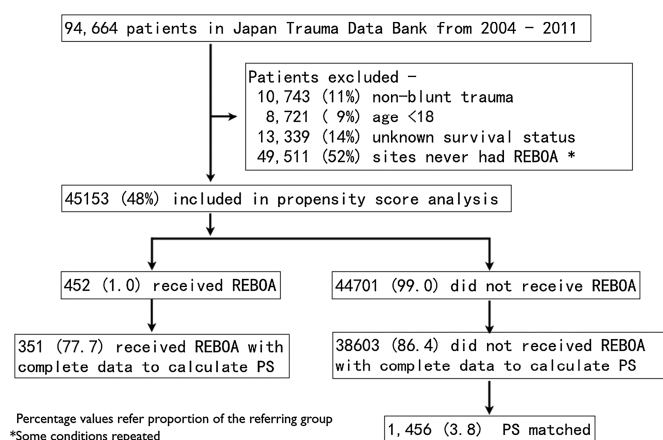 94,664 patients in Japan Trauma Data Bank from 2004 – 2011
Patients excluded –
10,743 (11%) non-blunt trauma
8,721 ( 9%) age <18
13,339 (14%) unknown survival status
49,511 (52%) sites never had REBOA *
45153 (48%) included in propensity score analysis
452 (1.0) received REBOA
44701 (99.0) did not receive REBOA
351 (77.7) received REBOA with
complete data to calculate PS
38603 (86.4) did not received REBOA
with complete data to calculate PS
1,456 (3.8) PS matched
Percentage values refer proportion of the referring group
*Some conditions repeated